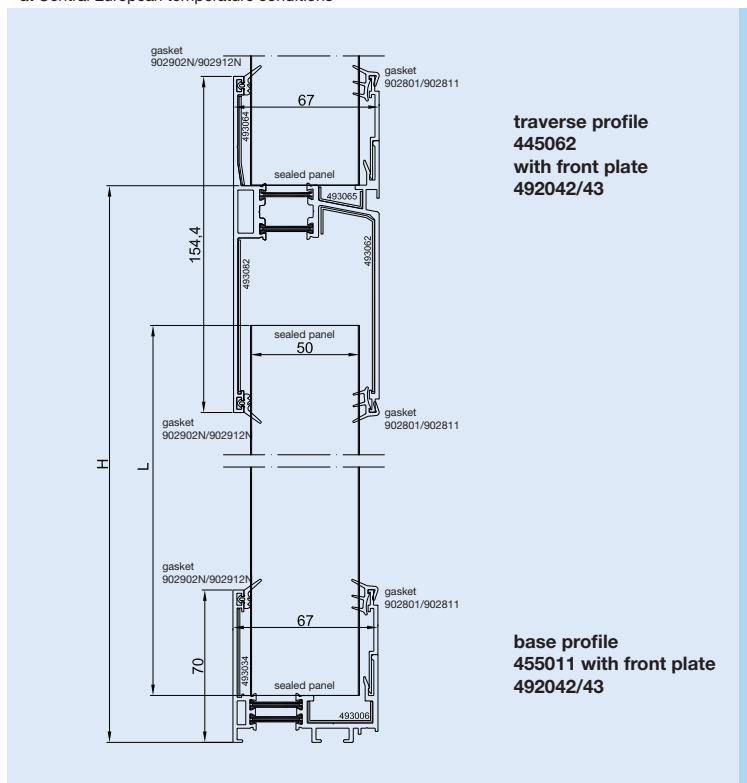 at Central European temperature conditions
gasket
902902N/902912N
gasket
902801/902811
67
493064
traverse profile
445062
with front plate
492042/43
sealed panel
493065
154,4
493082
493062
sealed panel
50
gasket
902902N/902912N
gasket
902801/902811
H
L
gasket
902902N/902912N
gasket
902801/902811
67
70
493034
base profile
455011 with front plate
492042/43
sealed panel
493006